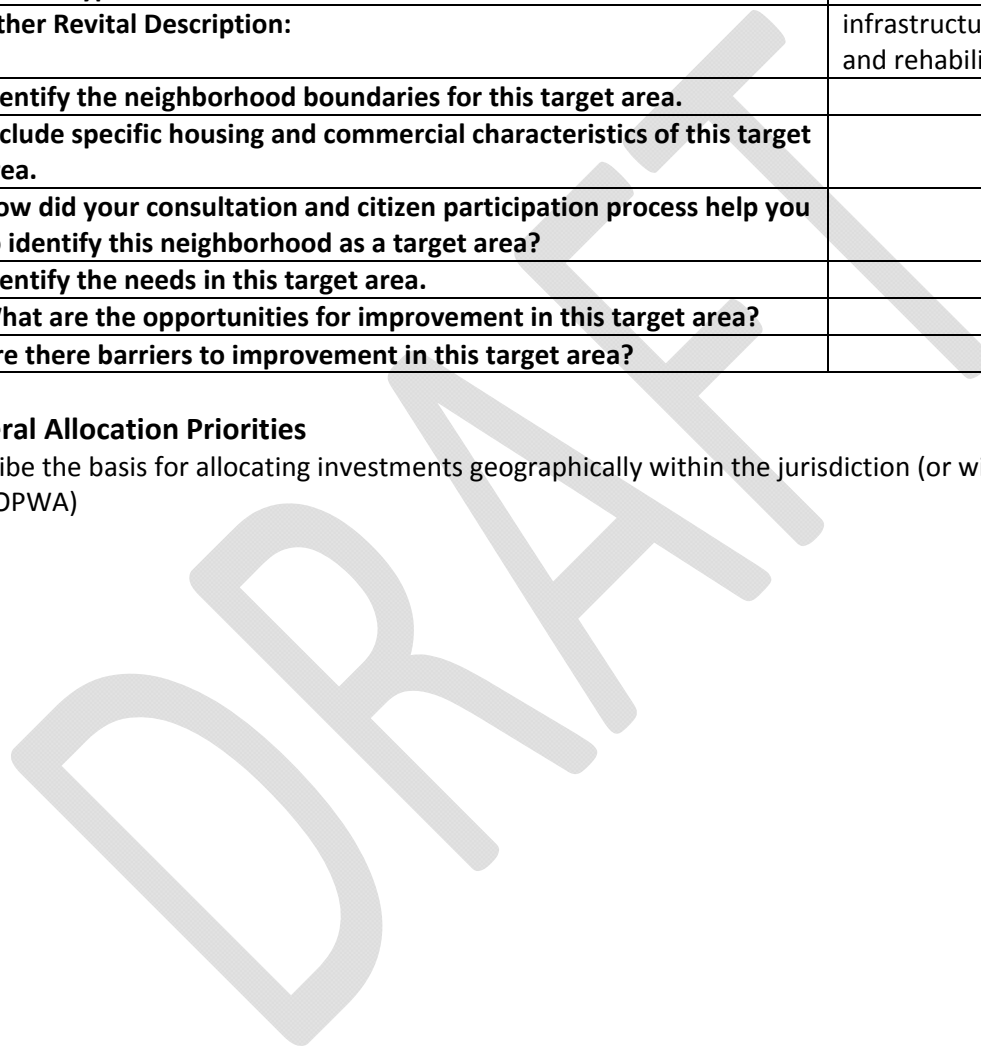 ther Revital Description:
infrastructu
and rehabili
entify the neighborhood boundaries for this target area.
clude specific housing and commercial characteristics of this target
rea.
ow did your consultation and citizen participation process help you
o identify this neighborhood as a target area?
entify the needs in this target area.
hat are the opportunities for improvement in this target area?
re there barriers to improvement in this target area?
eral Allocation Priorities
ribe the basis for allocating investments geographically within the jurisdiction (or wi
OPWA)
DRAFT